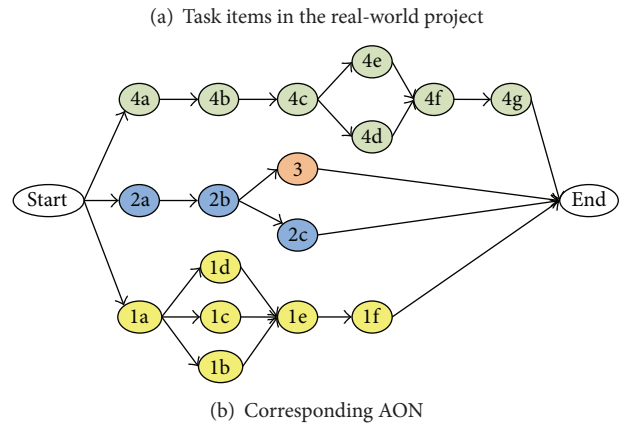 (a) Task items in the real-world project
4e
4a 4b 4c 4f 4g
4d
3
Start 2a 2b End
2c
1d
1a 1c 1e 1f
1b
(b) Corresponding AON